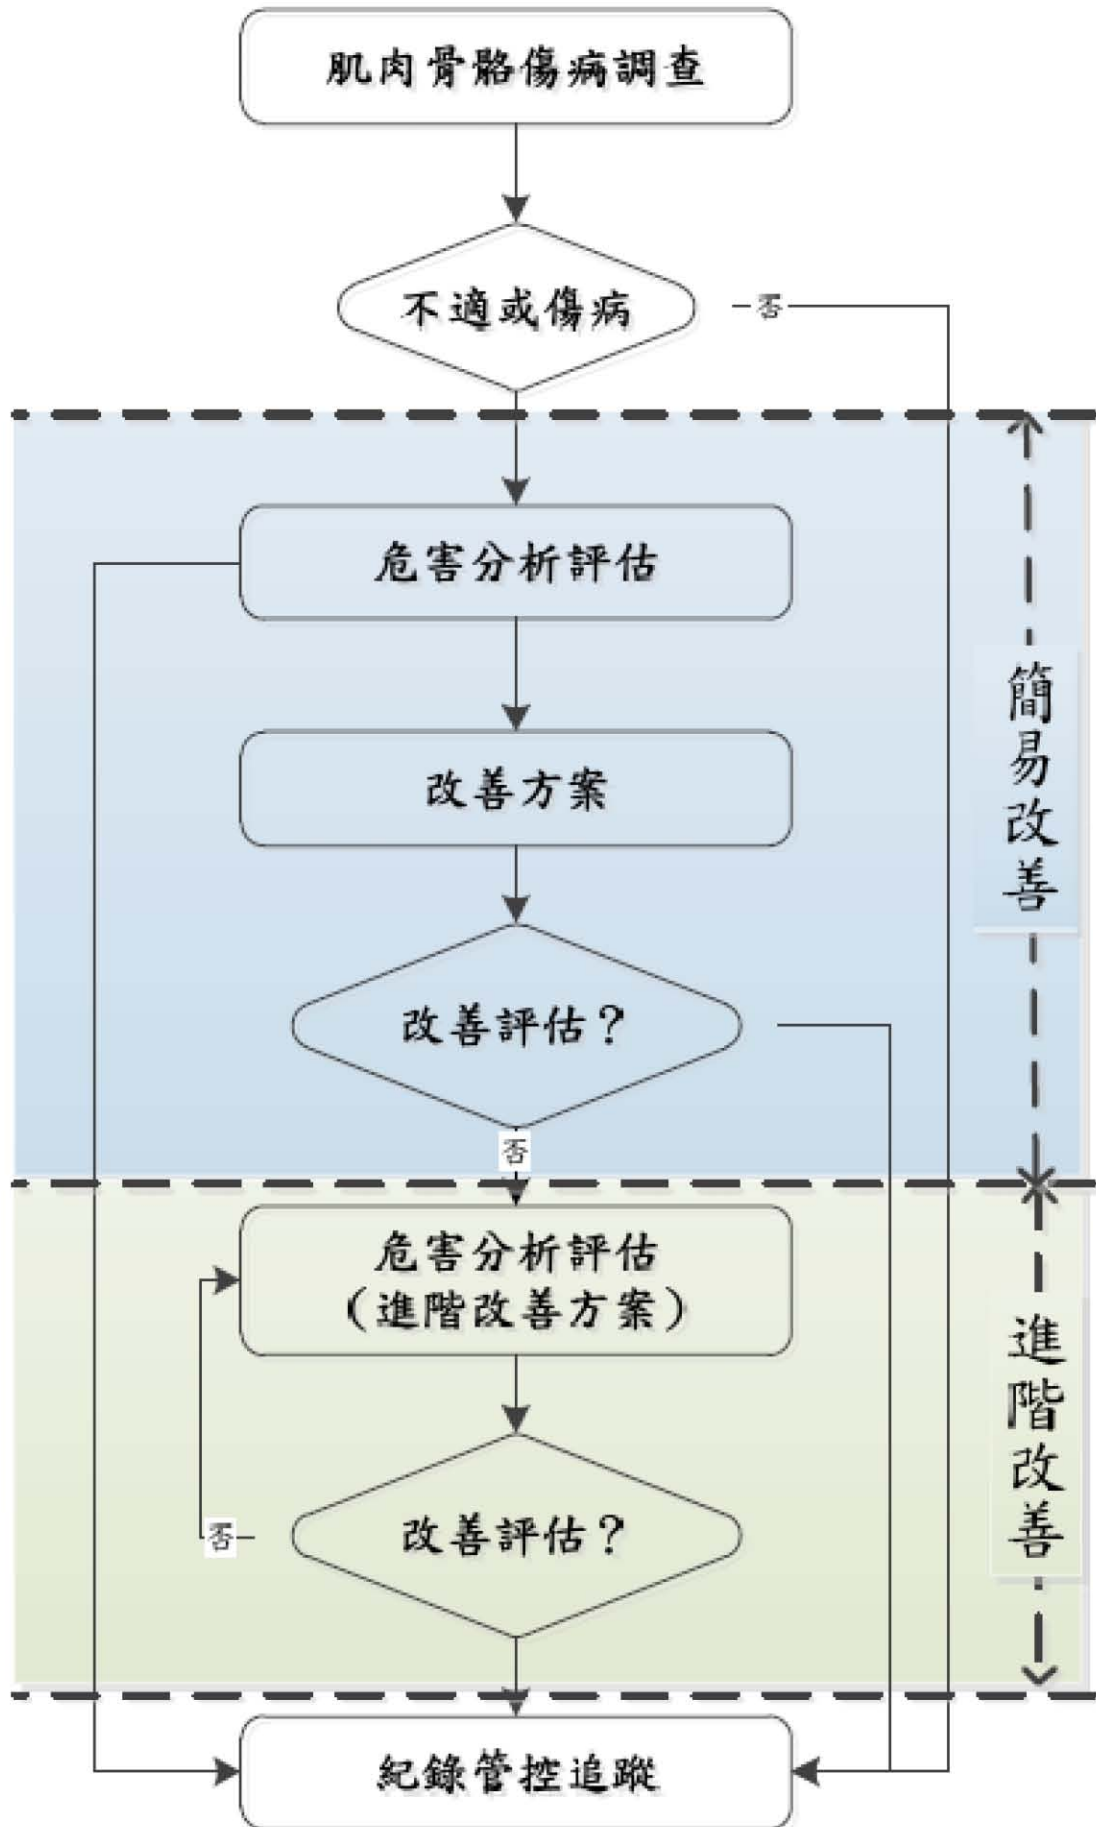 肌肉骨骼傷病調查
不適或傷病
否
危害分析評估
改善方案
簡易改善
改善評估？
否
危害分析評估
（進階改善方案）
進階改善
改善評估？
否
紀錄管控追蹤